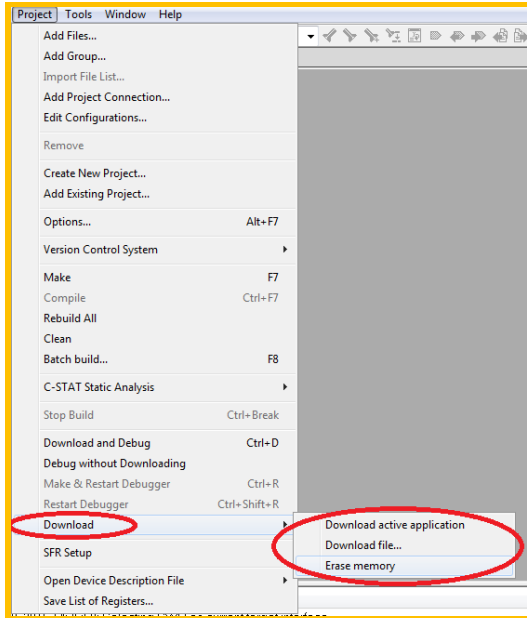 Project Tools Window Help
Add Files...
Add Group...
Import File List...
Add Project Connection...
Edit Configurations...
Remove
Create New Project...
Add Existing Project...
Options... Alt+F7
Version Control System
Make F7
Compile Ctrl+F7
Rebuild All
Clean
Batch build... F8
C-STAT Static Analysis
Stop Build Ctrl+Break
Download and Debug Ctrl+D
Debug without Downloading
Make & Restart Debugger Ctrl+R
Restart Debugger Ctrl+Shift+R
Download
Download active application
Download file...
Erase memory
SFR Setup
Open Device Description File
Save List of Registers...